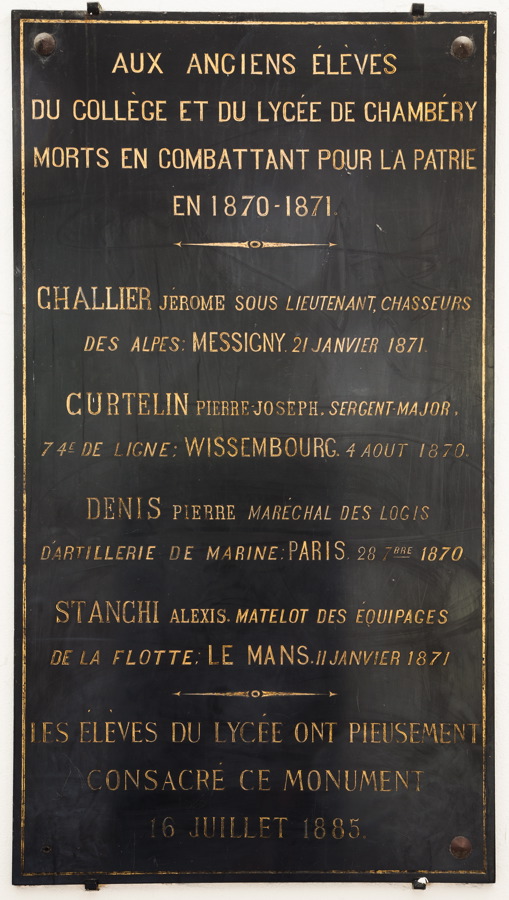 AUX ANCIENS ÉLÈVES
DU COLLÈGE ET DU LYCÉE DE CHAMBÉRY
MORTS EN COMBATTANT POUR LA PATRIE
EN 1870-1871.
CHALLIER JÉROME SOUS LIEUTENANT, CHASSEURS
DES ALPES: MESSIGNY. 21 JANVIER 1871.
CURTELIN PIERRE-JOSEPH. SERGENT-MAJOR,
74E DE LIGNE: WISSEMBOURG. 4 AOUT 1870.
DENIS PIERRE MARÉCHAL DES LOGIS
D'ARTILLERIE DE MARINE: PARIS. 28 7BRE 1870
STANCHI ALEXIS. MATELOT DES ÉQUIPAGES
DE LA FLOTTE: LE MANS. 11 JANVIER 1871
LES ÉLÈVES DU LYCÉE ONT PIEUSEMENT
CONSACRÉ CE MONUMENT
16 JUILLET 1885.